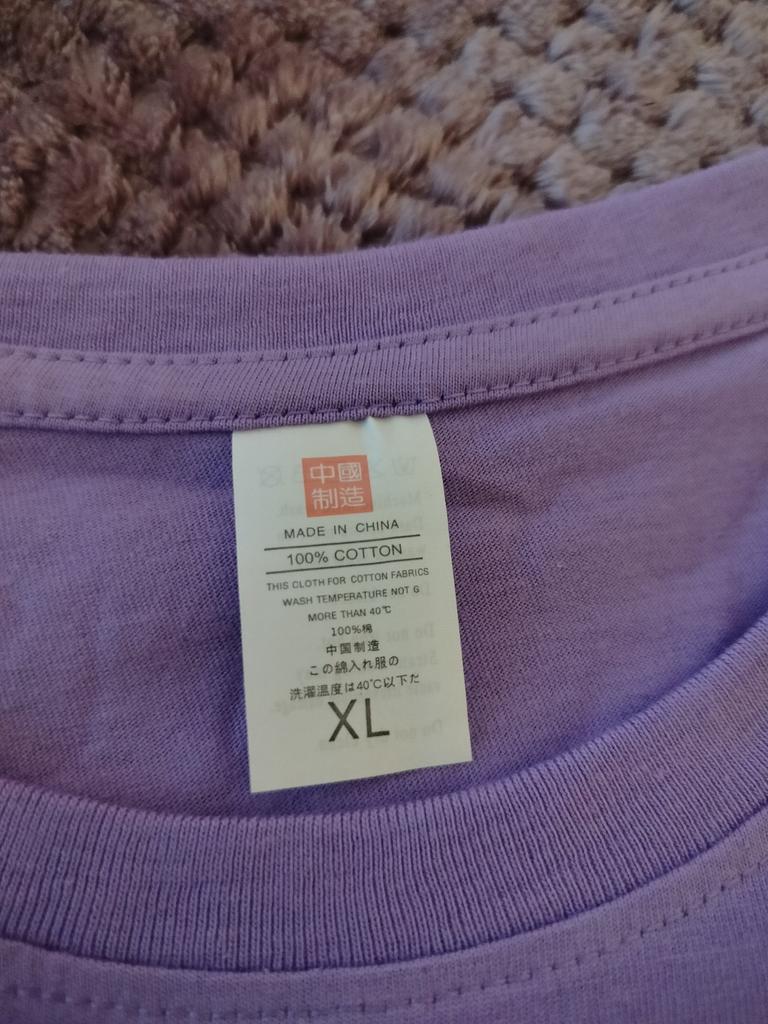 中國
制造
MADE IN CHINA
100% COTTON
THIS CLOTH FOR COTTON FABRICS
WASH TEMPERATURE NOT G
MORE THAN 40℃
100%棉
中国制造
この綿入れ服の
洗濯温度は40℃以下だ
XL